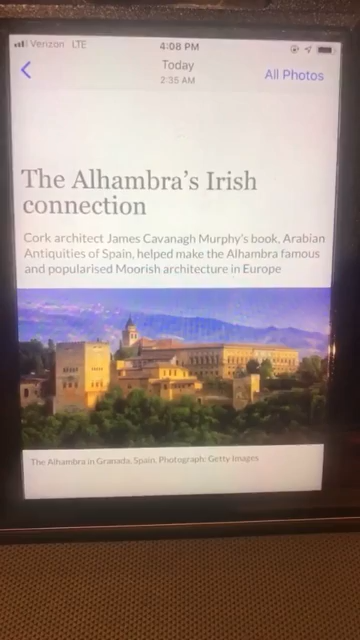 Verizon LTE 4:08 PM
Today
2:35 AM
All Photos
The Alhambra's Irish
connection
Cork architect James Cavanagh Murphy's book, Arabian
Antiquities of Spain, helped make the Alhambra famous
and popularised Moorish architecture in Europe
The Alhambra in Granada, Spain. Photograph: Getty Images